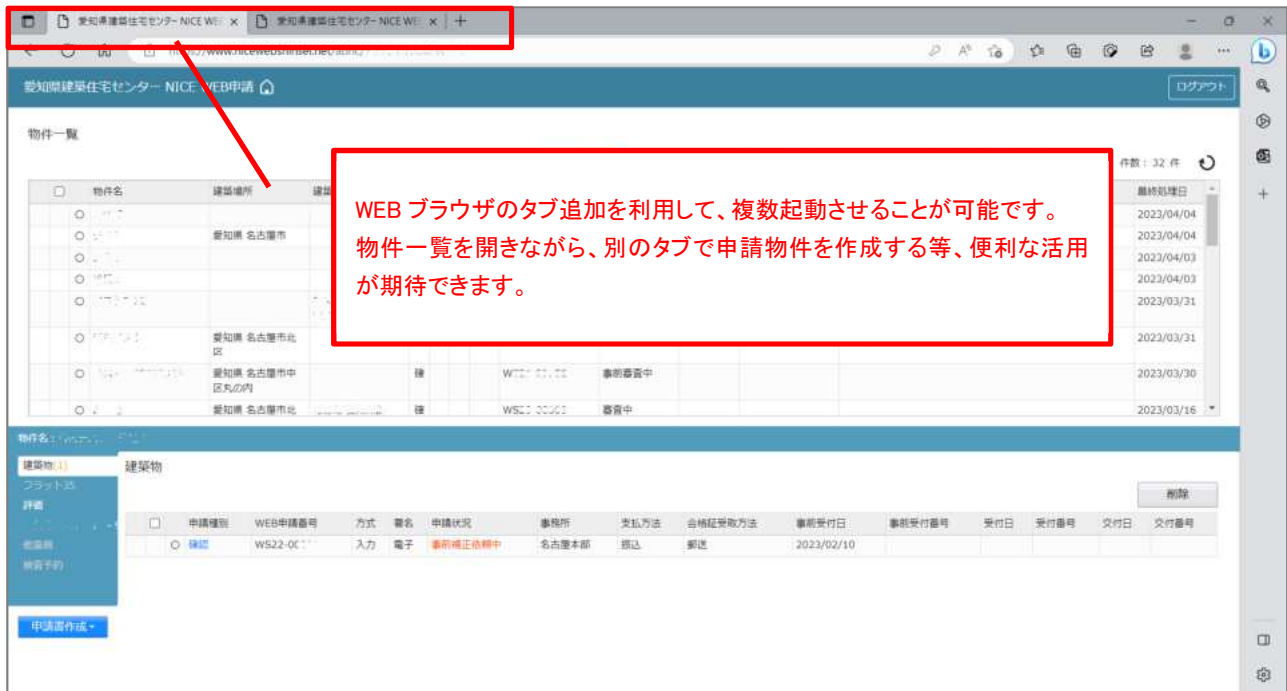 愛知県建築住宅センター NICE WE
愛知県建築住宅センター NICE WE
愛知県建築住宅センター NICE WEB申請
ログアウト
物件一覧
件数：32 件
物件名 建築場所 最終処理日
2023/04/04
愛知県 名古屋市 2023/04/04
2023/04/03
2023/04/03
2023/03/31
愛知県 名古屋市北区 2023/03/31
愛知県 名古屋市中区丸の内 確 事前審査中 2023/03/30
愛知県 名古屋市北 確 審査中 2023/03/16
WEB ブラウザのタブ追加を利用して、複数起動させることが可能です。
物件一覧を開きながら、別のタブで申請物件を作成する等、便利な活用
が期待できます。
物件名：
建築物(1)
フラット35
評価
検査予約
建築物
削除
申請種別 WEB申請番号 方式 署名 申請状況 事務所 支払方法 合格証受取方法 事前受付日 事前受付番号 受付日 受付番号 交付日 交付番号
確認 WS22-00 入力 電子 事前補正依頼中 名古屋本部 振込 郵送 2023/02/10
申請書作成